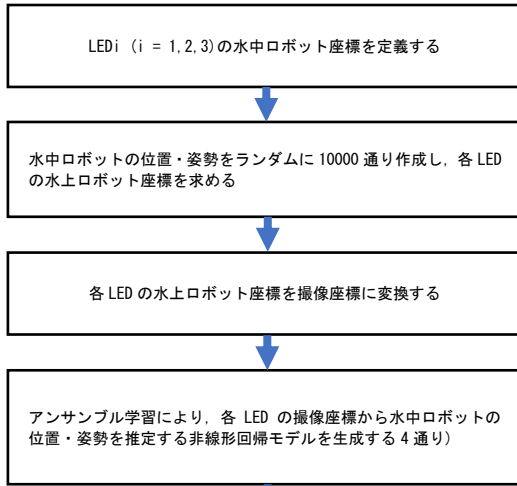 LEDi (i = 1,2,3)の水中ロボット座標を定義する
水中ロボットの位置・姿勢をランダムに 10000 通り作成し，各 LED
の水上ロボット座標を求める
各 LED の水上ロボット座標を撮像座標に変換する
アンサンブル学習により，各 LED の撮像座標から水中ロボットの
位置・姿勢を推定する非線形回帰モデルを生成する 4 通り)